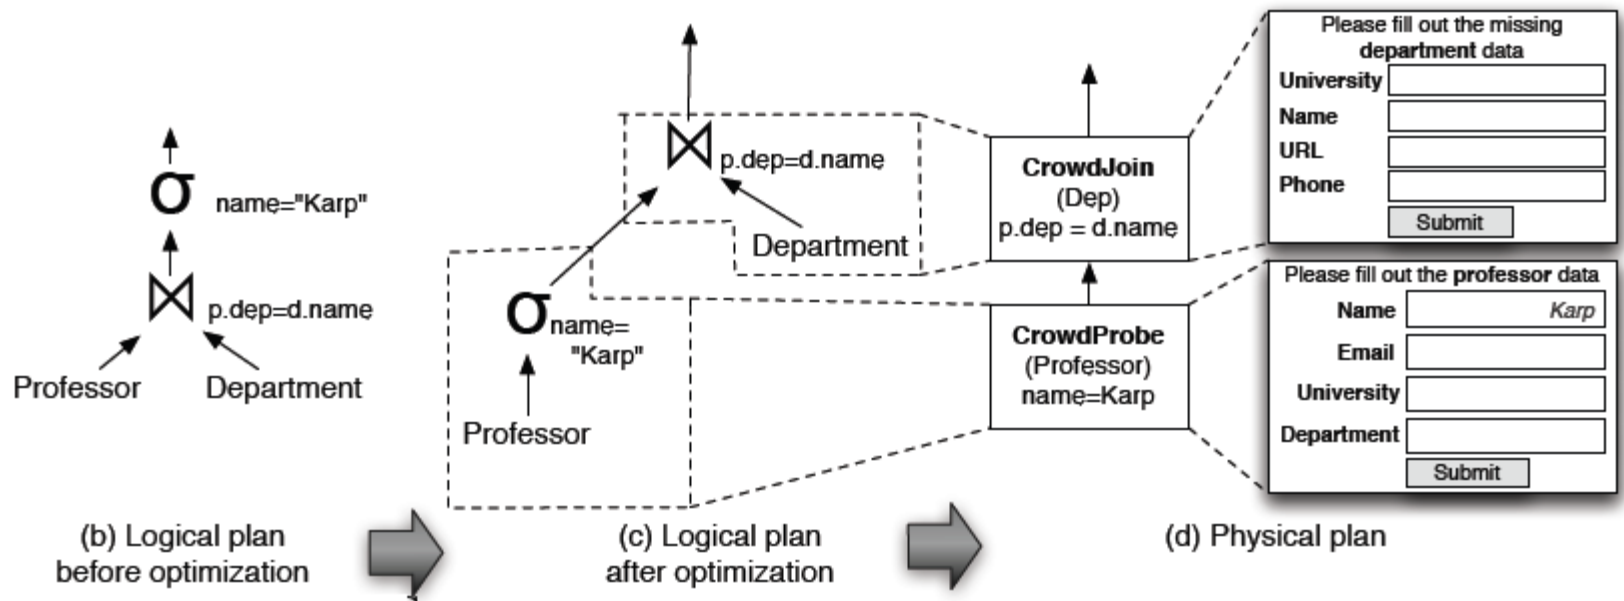 σ name="Karp"
⋈ p.dep=d.name
Professor Department
(b) Logical plan
before optimization
⋈ p.dep=d.name
Department
σ name=
"Karp"
Professor
(c) Logical plan
after optimization
CrowdJoin
(Dep)
p.dep = d.name
CrowdProbe
(Professor)
name=Karp
(d) Physical plan
Please fill out the missing
department data
University
Name
URL
Phone
Submit
Please fill out the professor data
Name Karp
Email
University
Department
Submit